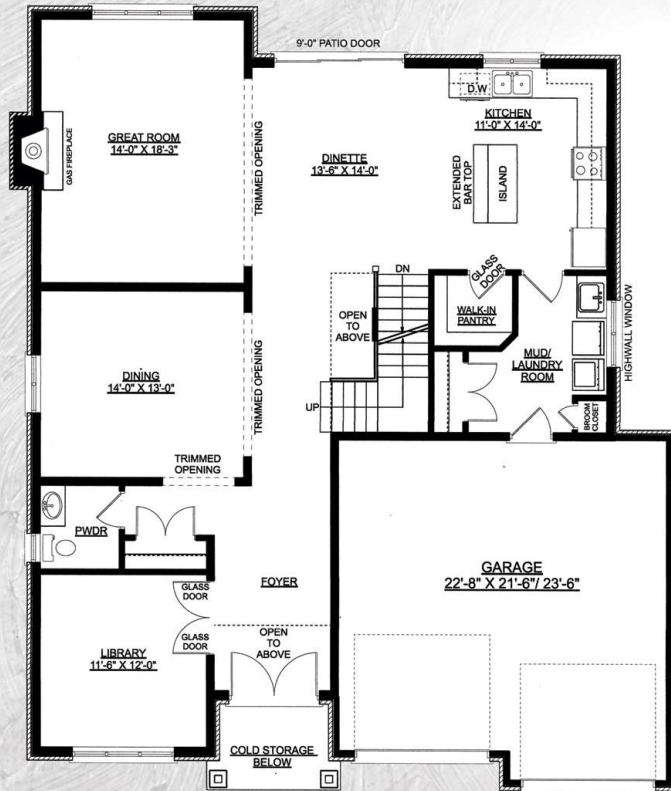 9'-0" PATIO DOOR
GREAT ROOM
14'-0" X 18'-3"
GAS FIREPLACE
TRIMMED OPENING
DINETTE
13'-6" X 14'-0"
D.W
KITCHEN
11'-0" X 14'-0"
EXTENDED
BAR TOP
ISLAND
GLASS
DOOR
DN
OPEN
TO
ABOVE
WALK-IN
PANTRY
MUD/
LAUNDRY
ROOM
HIGHWALL WINDOW
BROOM
CLOSET
UP
DINING
14'-0" X 13'-0"
TRIMMED OPENING
TRIMMED
OPENING
PWDR
FOYER
GLASS
DOOR
GLASS
DOOR
OPEN
TO
ABOVE
LIBRARY
11'-6" X 12'-0"
COLD STORAGE
BELOW
GARAGE
22'-8" X 21'-6"/ 23'-6"